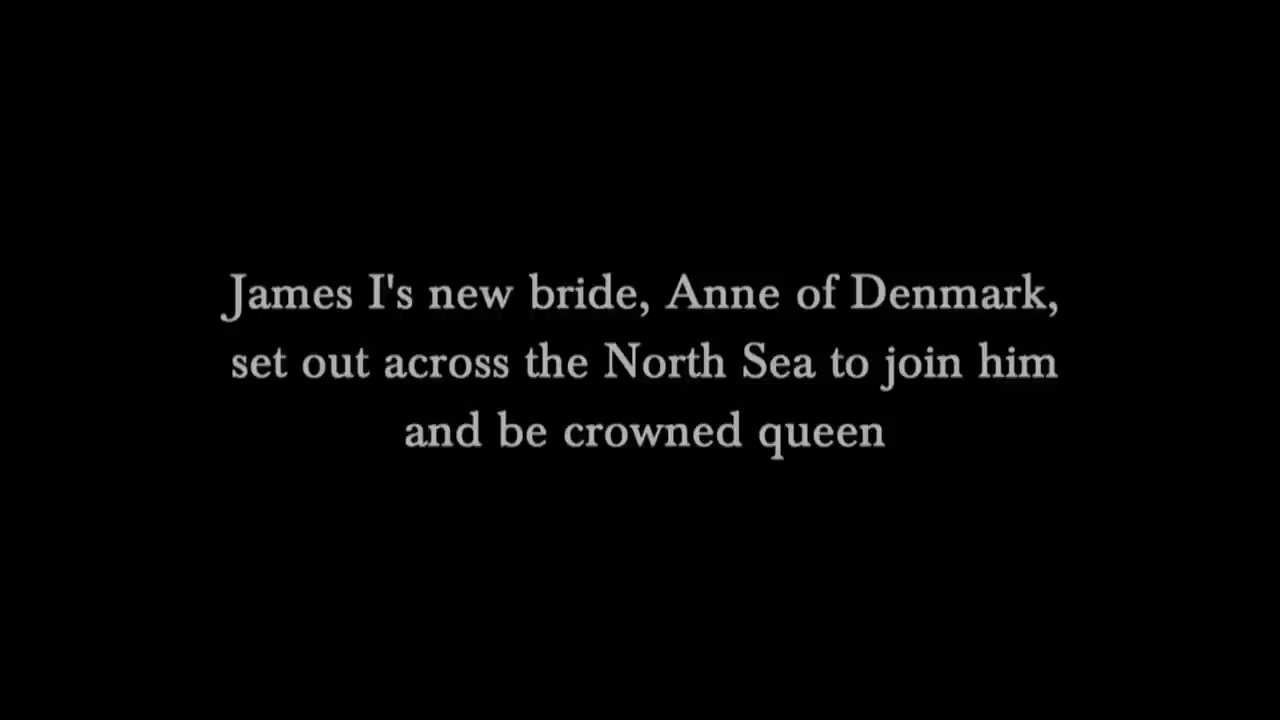 James I's new bride, Anne of Denmark,
set out across the North Sea to join him
and be crowned queen